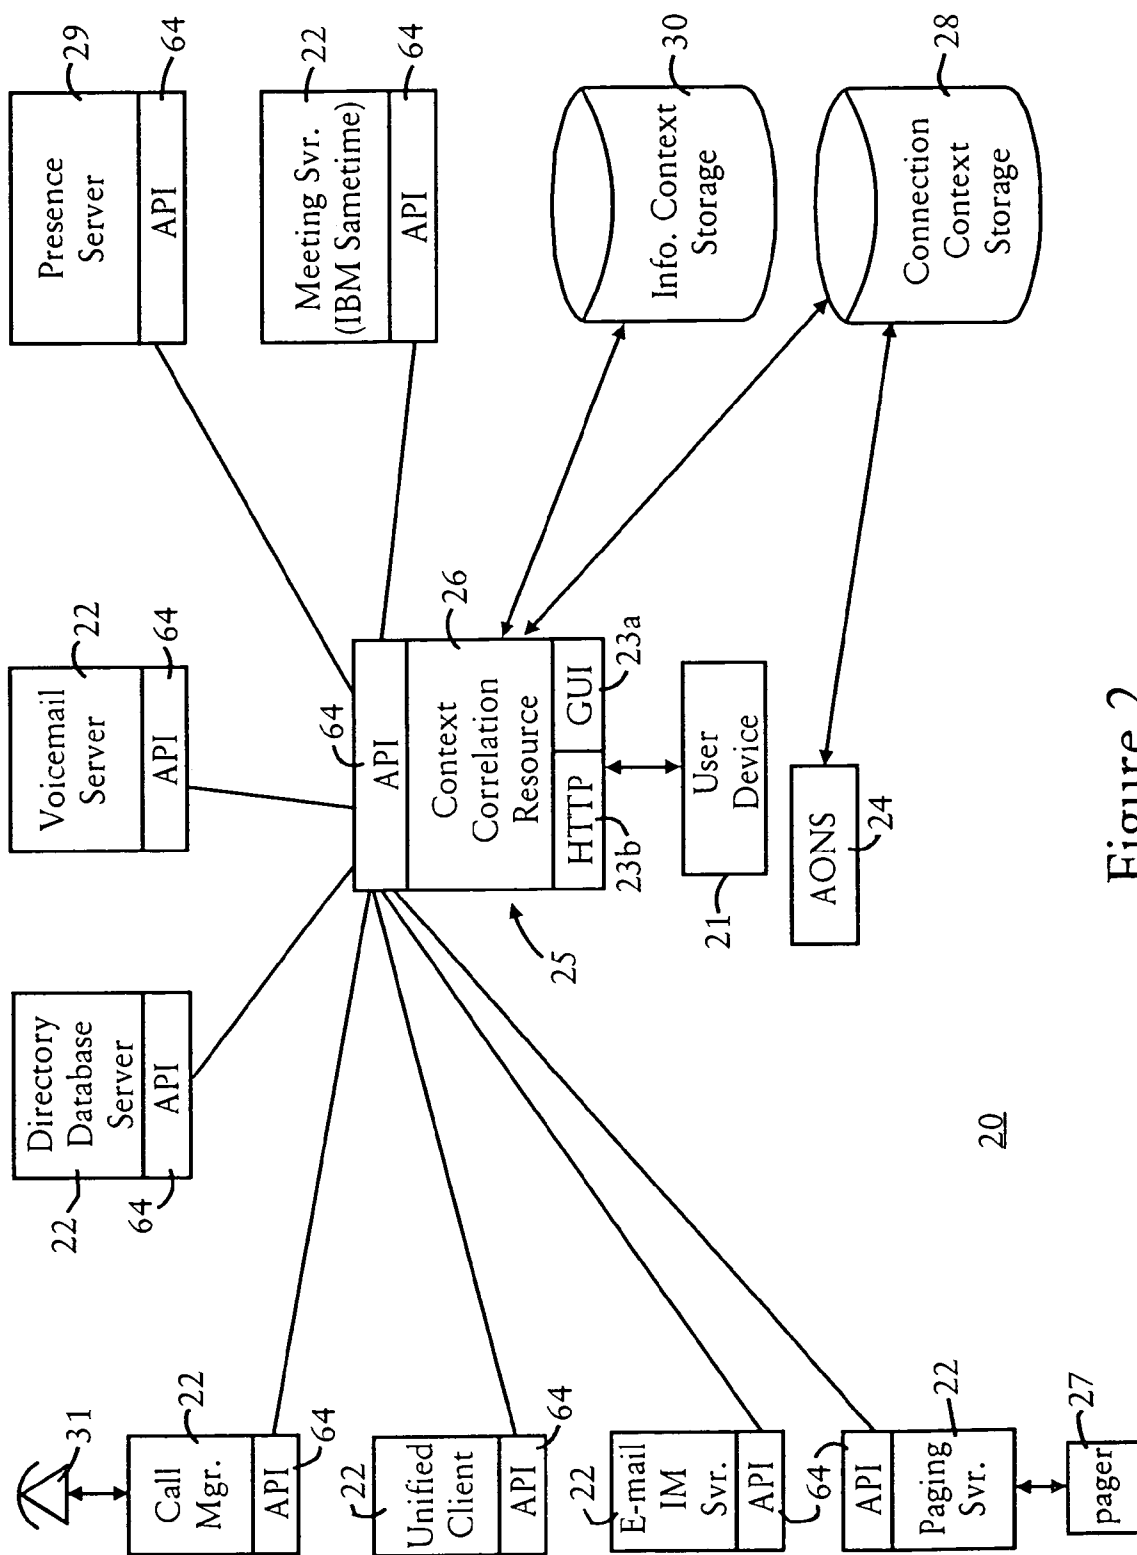 31
Call
Mgr.
22
API
64
22
Unified
Client
API
64
22
E-mail
IM
Svr.
API
64
API
Paging
Svr.
22
pager
27
Directory
Database
Server
22
API
64
Voicemail
Server
22
API
64
Presence
Server
29
API
64
Meeting Svr.
(IBM Sametime)
22
API
64
64
API
Context
Correlation
Resource
26
HTTP
GUI
23b
23a
25
User
Device
21
AONS
24
Info. Context
Storage
30
Connection
Context
Storage
28
20
Figure 2